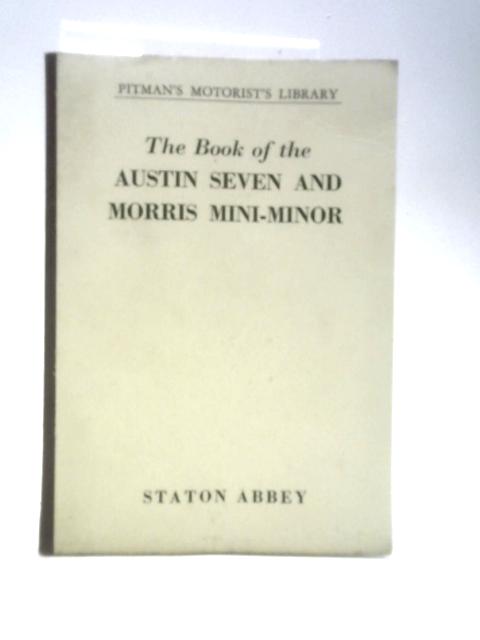 PITMAN'S MOTORIST'S LIBRARY
The Book of the
AUSTIN SEVEN AND
MORRIS MINI-MINOR
STATON ABBEY